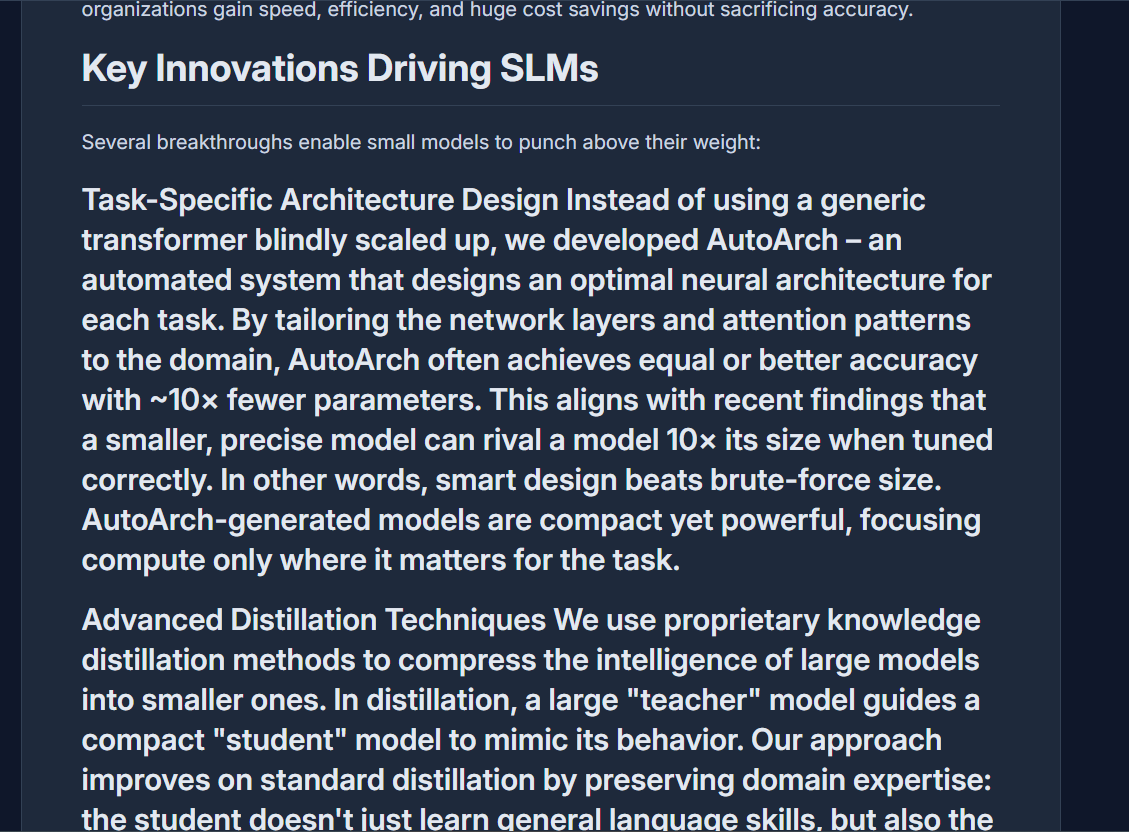 organizations gain speed, efficiency, and huge cost savings without sacrificing accuracy.
Key Innovations Driving SLMs
Several breakthroughs enable small models to punch above their weight:
Task-Specific Architecture Design Instead of using a generic
transformer blindly scaled up, we developed AutoArch – an
automated system that designs an optimal neural architecture for
each task. By tailoring the network layers and attention patterns
to the domain, AutoArch often achieves equal or better accuracy
with ~10× fewer parameters. This aligns with recent findings that
a smaller, precise model can rival a model 10× its size when tuned
correctly. In other words, smart design beats brute-force size.
AutoArch-generated models are compact yet powerful, focusing
compute only where it matters for the task.
Advanced Distillation Techniques We use proprietary knowledge
distillation methods to compress the intelligence of large models
into smaller ones. In distillation, a large "teacher" model guides a
compact "student" model to mimic its behavior. Our approach
improves on standard distillation by preserving domain expertise:
the student doesn't just learn general language skills, but also the